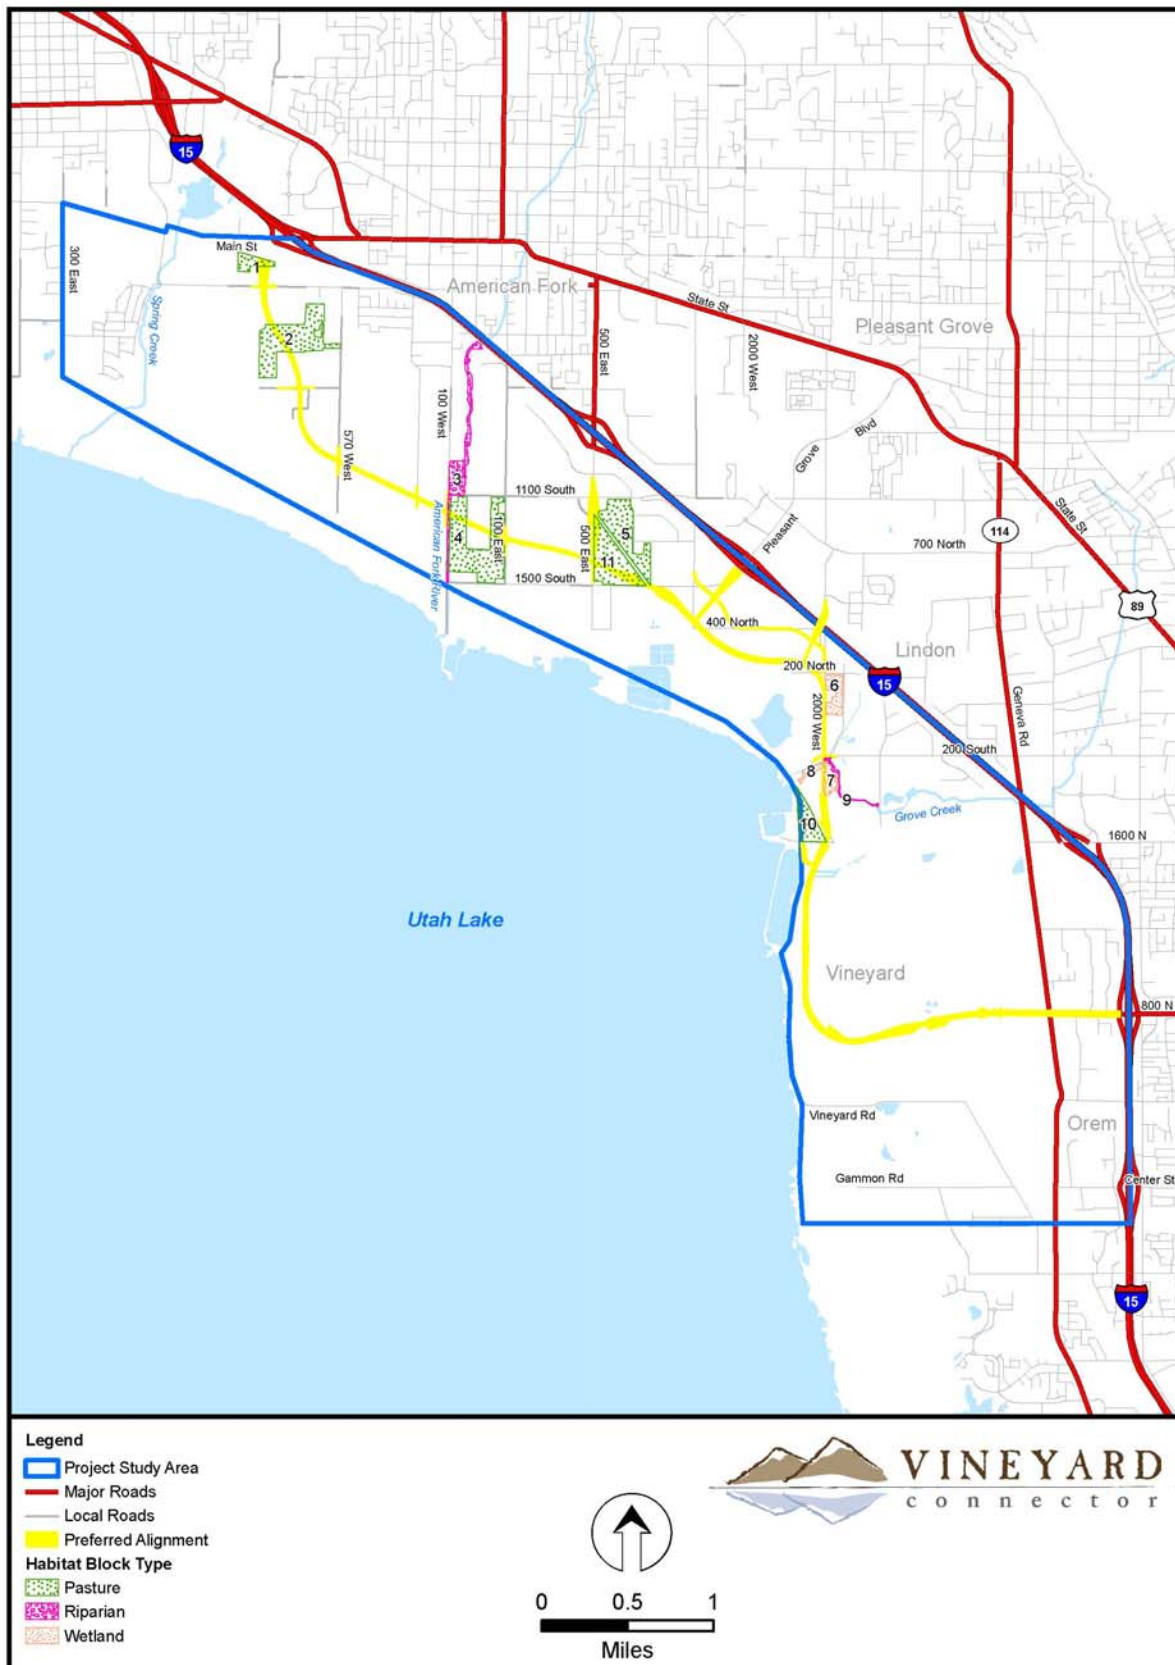 15
Main St
300 East
Spring Creek
1
2
American Fork
State St
Pleasant Grove
500 East
2000 West
100 West
570 West
Grove
Blvd
Pleasant
3
1100 South
4
100 East
American Fork River
1500 South
500 East
5
11
700 North
114
State St
89
400 North
Lindon
200 North
6
15
2000 West
Geneva Rd
200 South
8
7
9
Grove Creek
10
1600 N
Utah Lake
Vineyard
800 N
Vineyard Rd
Orem
Gammon Rd
Center St
15
Legend
Project Study Area
Major Roads
Local Roads
Preferred Alignment
Habitat Block Type
Pasture
Riparian
Wetland
0 0.5 1
Miles
VINEYARD
connector